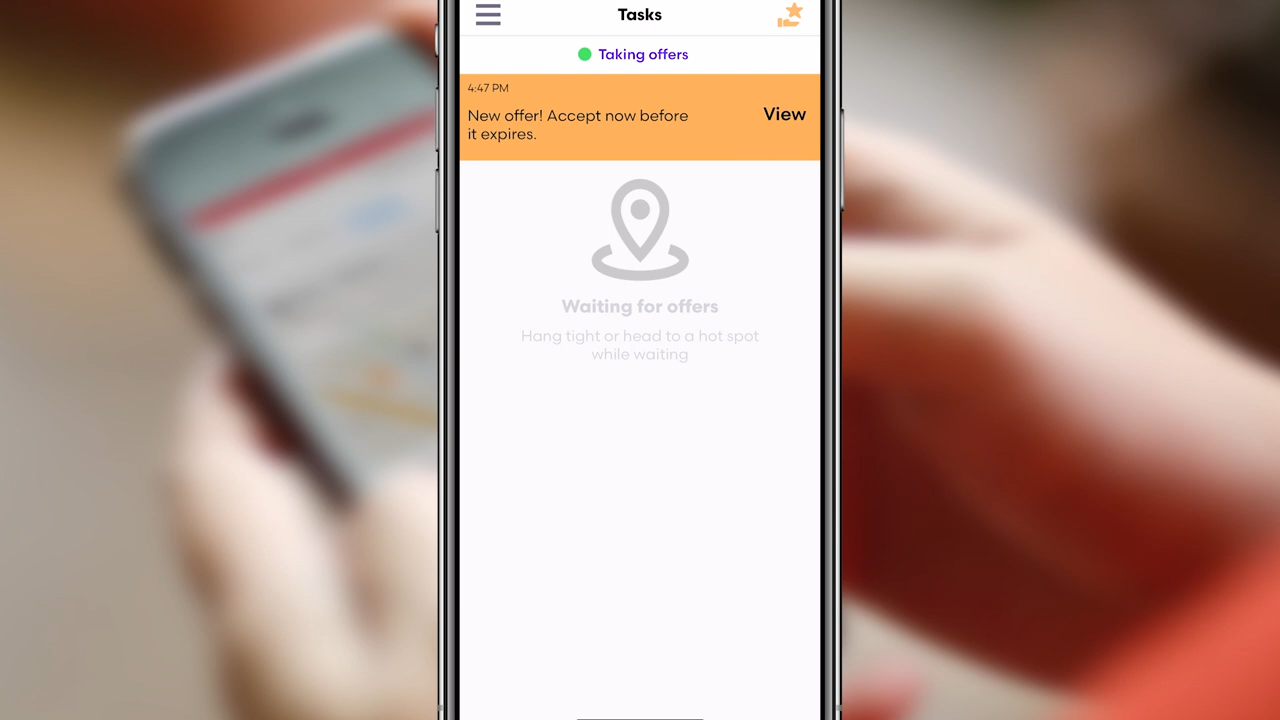 Tasks
Taking offers
4:47 PM
New offer! Accept now before
it expires.
View
Waiting for offers
Hang tight or head to a hot spot
while waiting